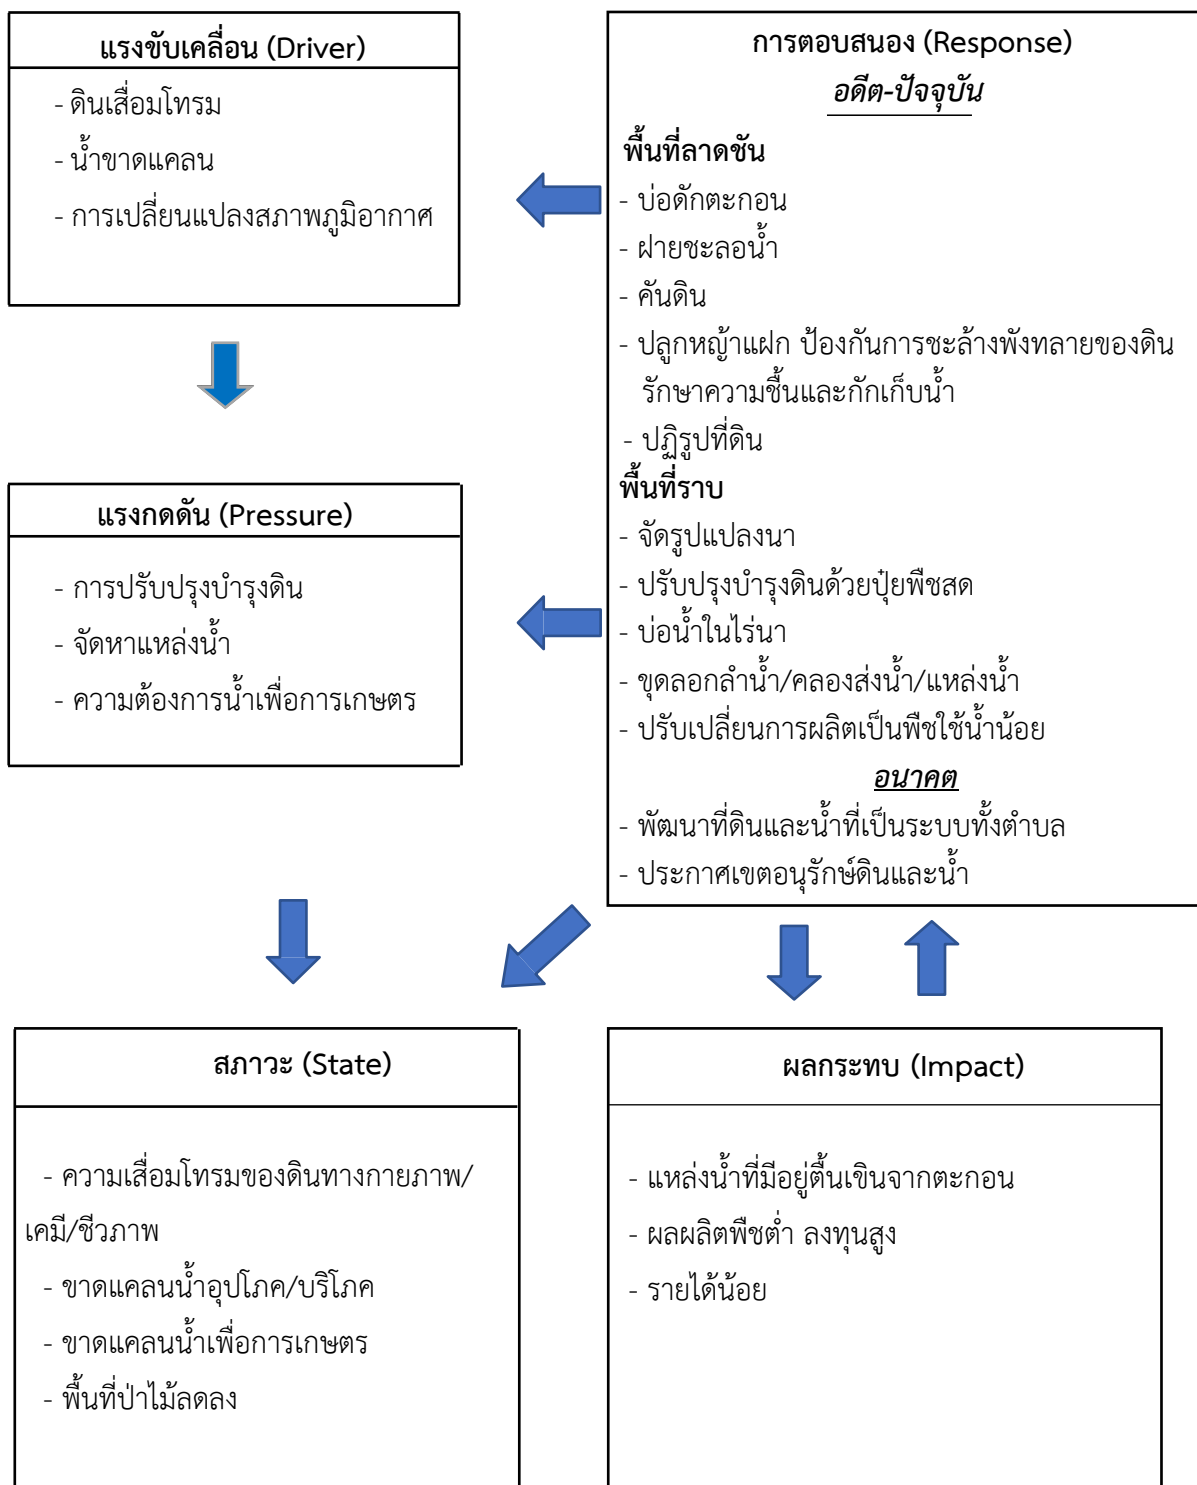 แรงขับเคลื่อน (Driver)
- ดินเสื่อมโทรม
- น้ำขาดแคลน
- การเปลี่ยนแปลงสภาพภูมิอากาศ
แรงกดดัน (Pressure)
- การปรับปรุงบำรุงดิน
- จัดหาแหล่งน้ำ
- ความต้องการน้ำเพื่อการเกษตร
การตอบสนอง (Response)
อดีต-ปัจจุบัน
พื้นที่ลาดชัน
- บ่อดักตะกอน
- ฝายชะลอน้ำ
- คันดิน
- ปลูกหญ้าแฝก ป้องกันการชะล้างพังทลายของดิน
รักษาความชื้นและกักเก็บน้ำ
- ปฏิรูปที่ดิน
พื้นที่ราบ
- จัดรูปแปลงนา
- ปรับปรุงบำรุงดินด้วยปุ๋ยพืชสด
- บ่อน้ำในไร่นา
- ขุดลอกลำน้ำ/คลองส่งน้ำ/แหล่งน้ำ
- ปรับเปลี่ยนการผลิตเป็นพืชใช้น้ำน้อย
อนาคต
- พัฒนาที่ดินและน้ำที่เป็นระบบทั้งตำบล
- ประกาศเขตอนุรักษ์ดินและน้ำ
สภาวะ (State)
- ความเสื่อมโทรมของดินทางกายภาพ/
เคมี/ชีวภาพ
- ขาดแคลนน้ำอุปโภค/บริโภค
- ขาดแคลนน้ำเพื่อการเกษตร
- พื้นที่ป่าไม้ลดลง
ผลกระทบ (Impact)
- แหล่งน้ำที่มีอยู่ตื้นเขินจากตะกอน
- ผลผลิตพืชต่ำ ลงทุนสูง
- รายได้น้อย